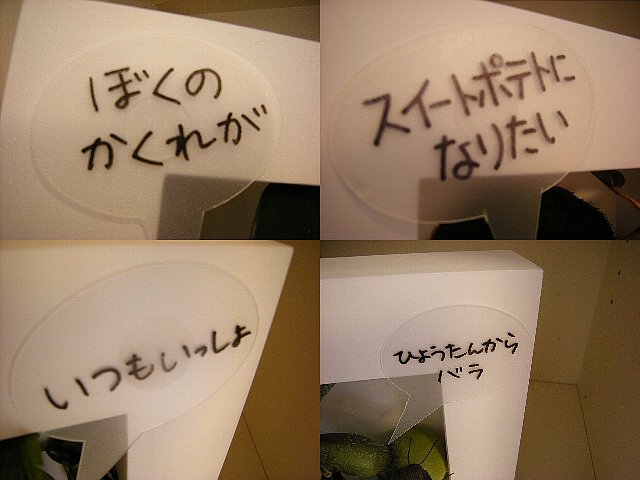 ぼくの
かくれが
スイートポテトに
なりたい
いつもいっしょ
ひょうたんから
バラ